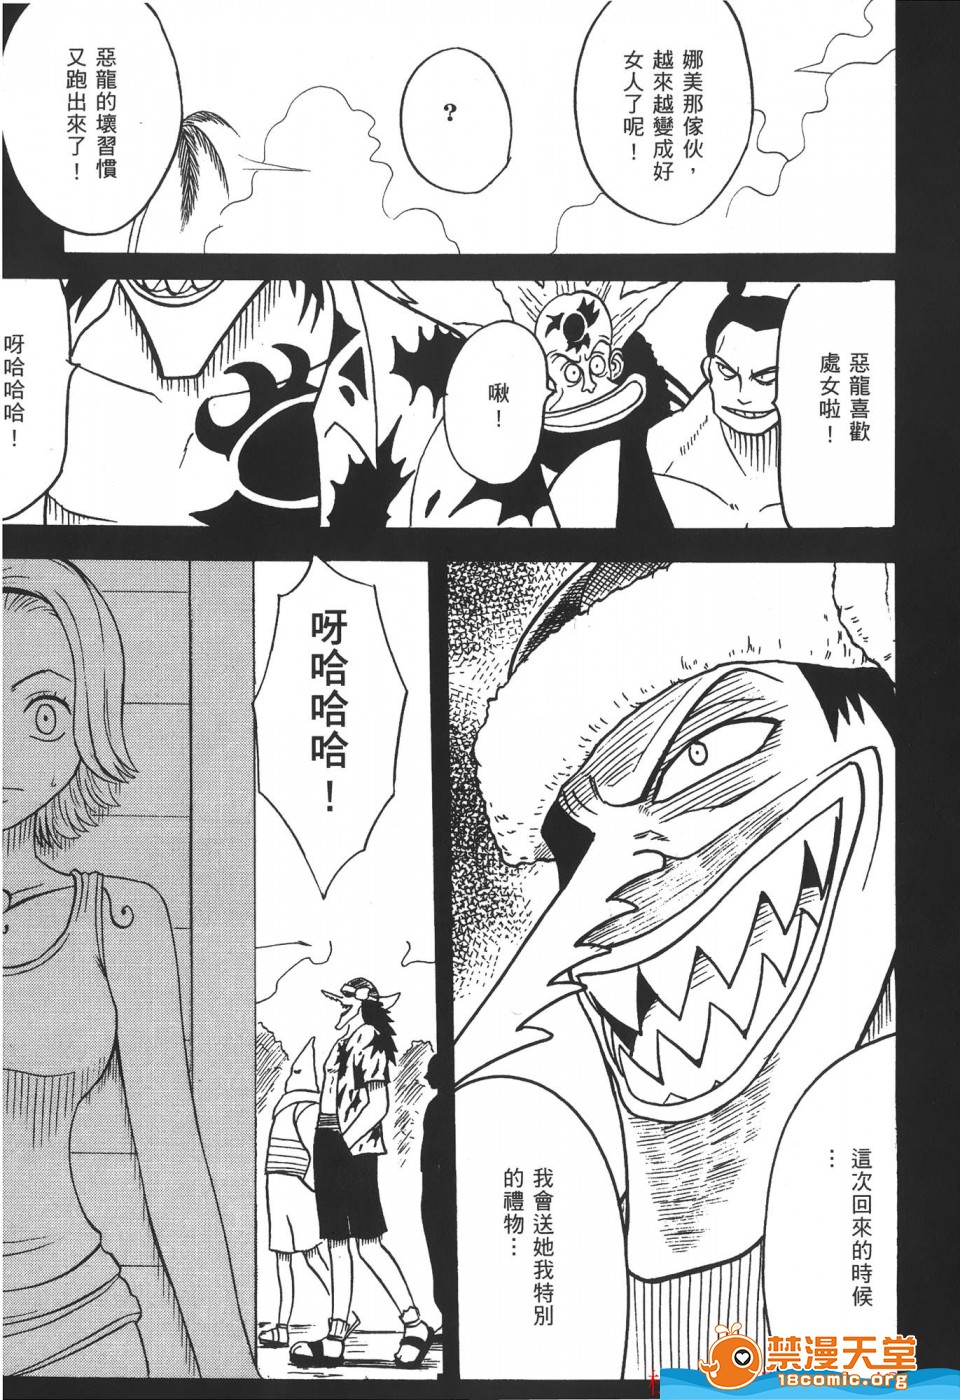 娜美那傢伙，
越來越變成好
女人了呢！
？
惡龍的壞習慣
又跑出來了！
惡龍喜歡
處女啦！
啾！
呀哈哈哈！
這次回來的時候
…
我會送她我特別
的禮物…
呀哈哈哈！
禁漫天堂
18comic.org